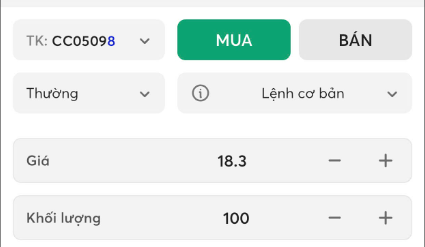 TK: CC05098 MUA BÁN
Thường Lệnh cơ bản
Giá 18.3 − +
Khối lượng 100 − +